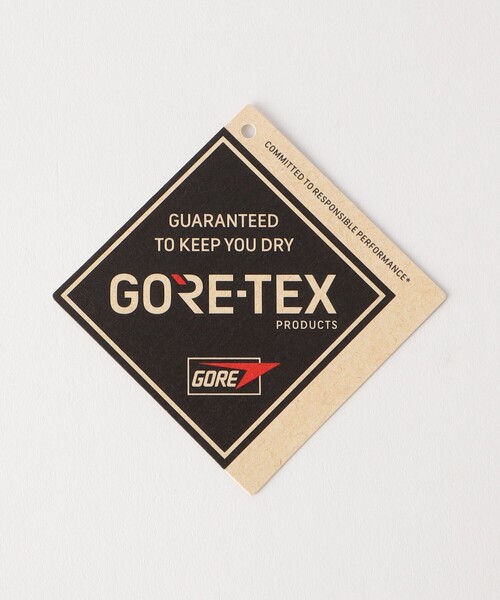 COMMITTED TO RESPONSIBLE PERFORMANCE*
GUARANTEED
TO KEEP YOU DRY
GORE-TEX
PRODUCTS
GORE